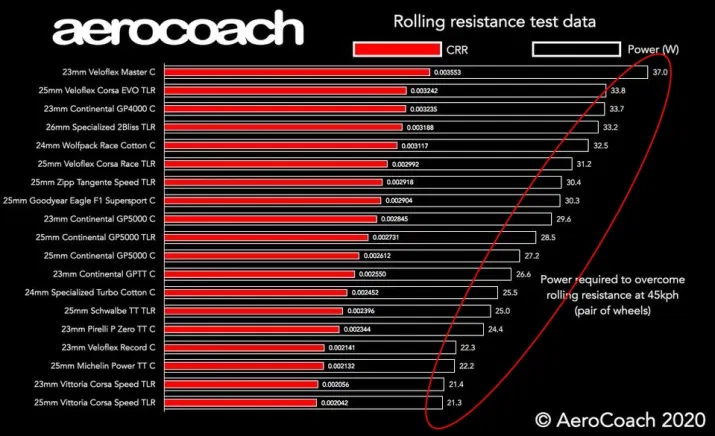 aerocoach
Rolling resistance test data
CRR Power (W)
23mm Veloflex Master C 0.003553 37.0
25mm Veloflex Corsa EVO TLR 0.003242 33.8
23mm Continental GP4000 C 0.003235 33.7
26mm Specialized 2Bliss TLR 0.003188 33.2
24mm Wolfpack Race Cotton C 0.003117 32.5
25mm Veloflex Corsa Race TLR 0.002992 31.2
25mm Zipp Tangente Speed TLR 0.002918 30.4
25mm Goodyear Eagle F1 Supersport C 0.002904 30.3
23mm Continental GP5000 C 0.002845 29.6
25mm Continental GP5000 TLR 0.002731 28.5
25mm Continental GP5000 C 0.002612 27.2
23mm Continental GPTT C 0.002550 26.6
24mm Specialized Turbo Cotton C 0.002452 25.5
25mm Schwalbe TT TLR 0.002396 25.0
23mm Pirelli P Zero TT C 0.002344 24.4
23mm Veloflex Record C 0.002141 22.3
25mm Michelin Power TT C 0.002132 22.2
23mm Vittoria Corsa Speed TLR 0.002056 21.4
25mm Vittoria Corsa Speed TLR 0.002042 21.3
Power required to overcome
rolling resistance at 45kph
(pair of wheels)
© AeroCoach 2020